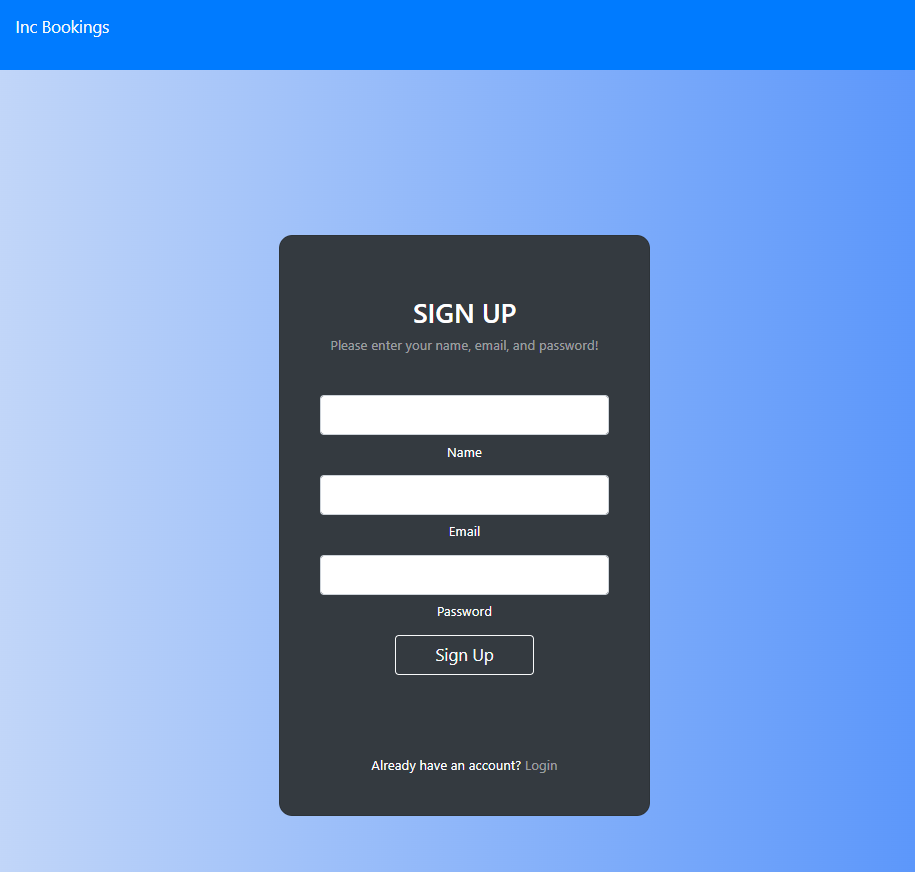 Inc Bookings
SIGN UP
Please enter your name, email, and password!
Name
Email
Password
Sign Up
Already have an account? Login